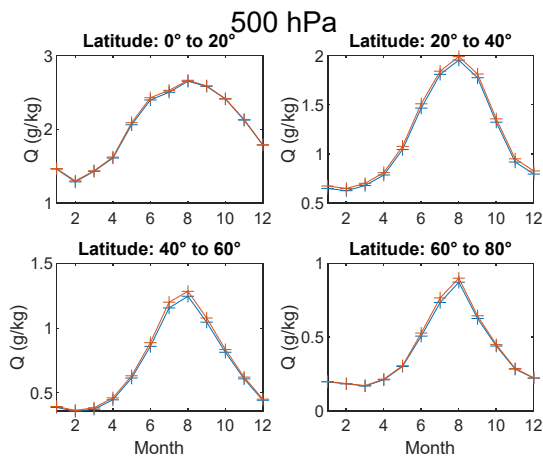 500 hPa
Latitude: 0° to 20°
3
2
1
Q (g/kg)
2 4 6 8 10 12
Latitude: 20° to 40°
2
1.5
1
0.5
Q (g/kg)
2 4 6 8 10 12
Latitude: 40° to 60°
1.5
1
0.5
Q (g/kg)
2 4 6 8 10 12
Month
Latitude: 60° to 80°
1
0.5
0
Q (g/kg)
2 4 6 8 10 12
Month